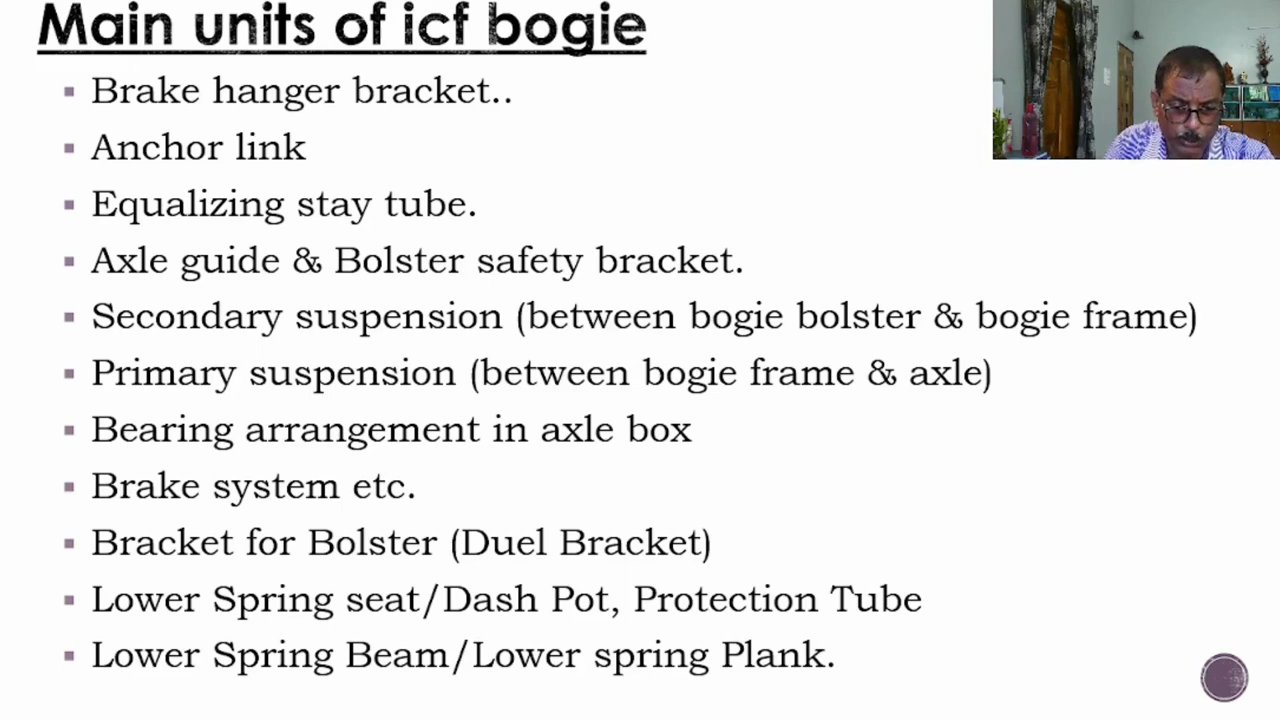 Main units of icf bogie
Brake hanger bracket..
Anchor link
Equalizing stay tube.
Axle guide & Bolster safety bracket.
Secondary suspension (between bogie bolster & bogie frame)
Primary suspension (between bogie frame & axle)
Bearing arrangement in axle box
Brake system etc.
Bracket for Bolster (Duel Bracket)
Lower Spring seat/Dash Pot, Protection Tube
Lower Spring Beam/Lower spring Plank.